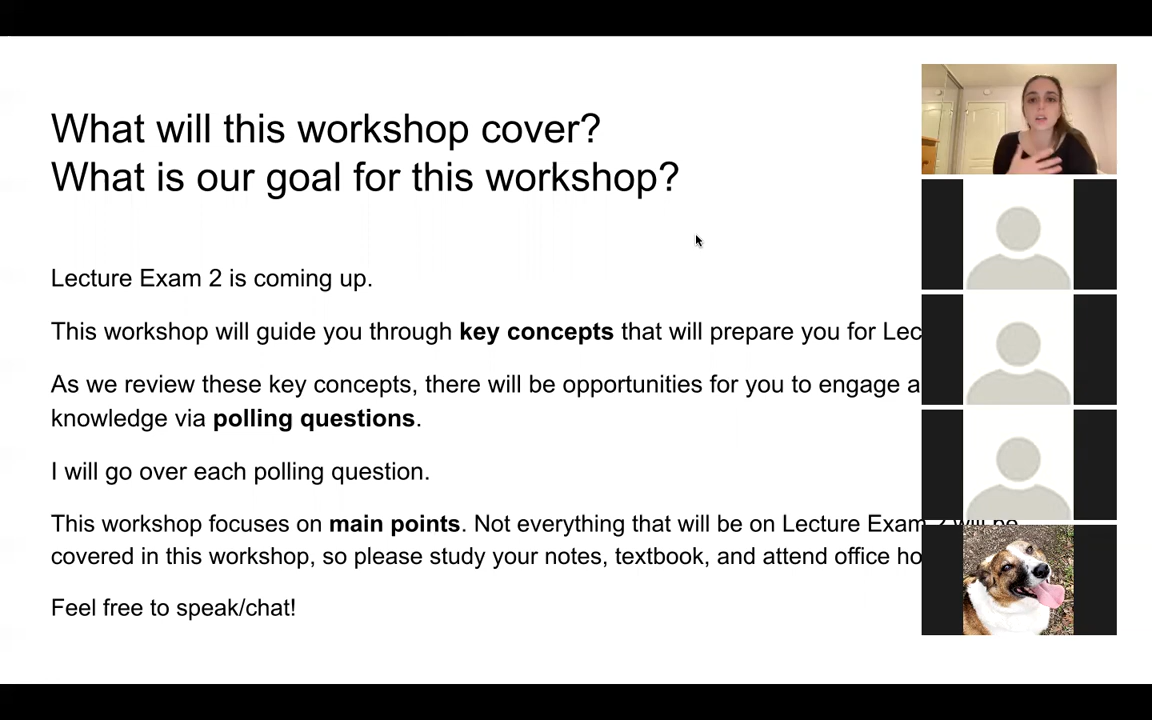 What will this workshop cover?
What is our goal for this workshop?
Lecture Exam 2 is coming up.
This workshop will guide you through key concepts that will prepare you for Lec
As we review these key concepts, there will be opportunities for you to engage a
knowledge via polling questions.
I will go over each polling question.
This workshop focuses on main points. Not everything that will be on Lecture Exam 2 will be
covered in this workshop, so please study your notes, textbook, and attend office ho
Feel free to speak/chat!